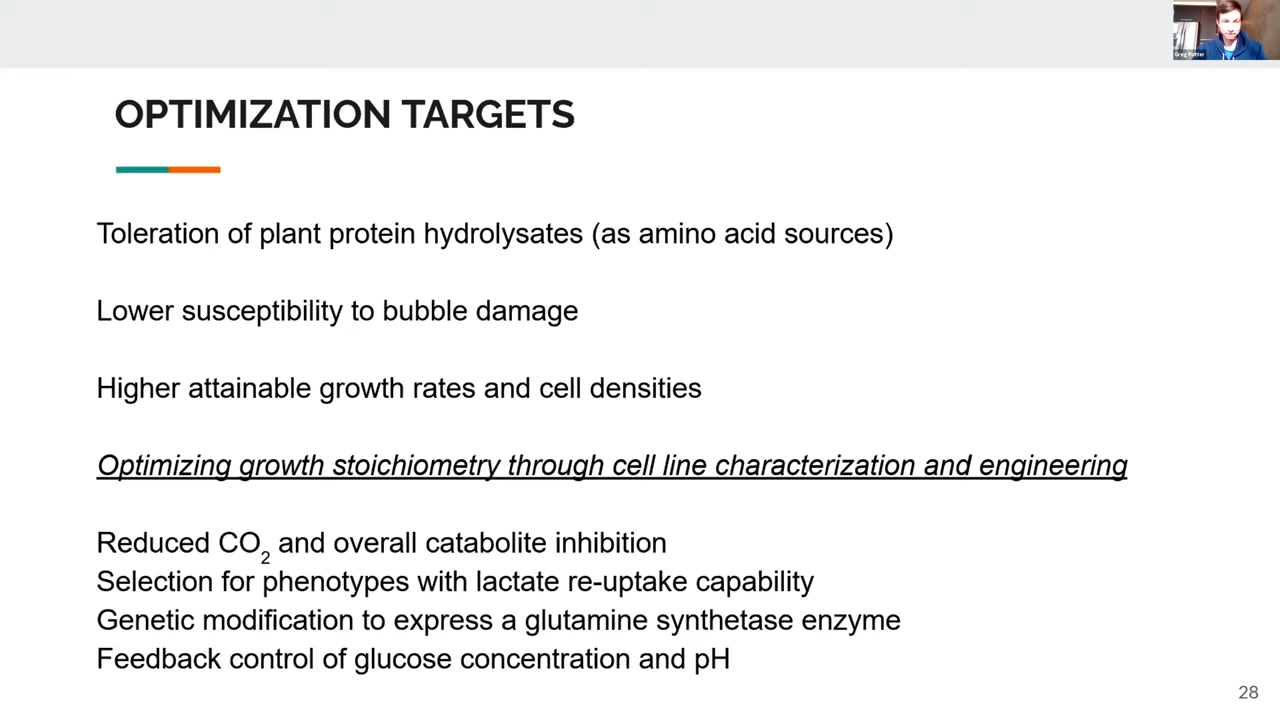 Greg Potter
OPTIMIZATION TARGETS
Toleration of plant protein hydrolysates (as amino acid sources)
Lower susceptibility to bubble damage
Higher attainable growth rates and cell densities
Optimizing growth stoichiometry through cell line characterization and engineering
Reduced CO2 and overall catabolite inhibition
Selection for phenotypes with lactate re-uptake capability
Genetic modification to express a glutamine synthetase enzyme
Feedback control of glucose concentration and pH
28